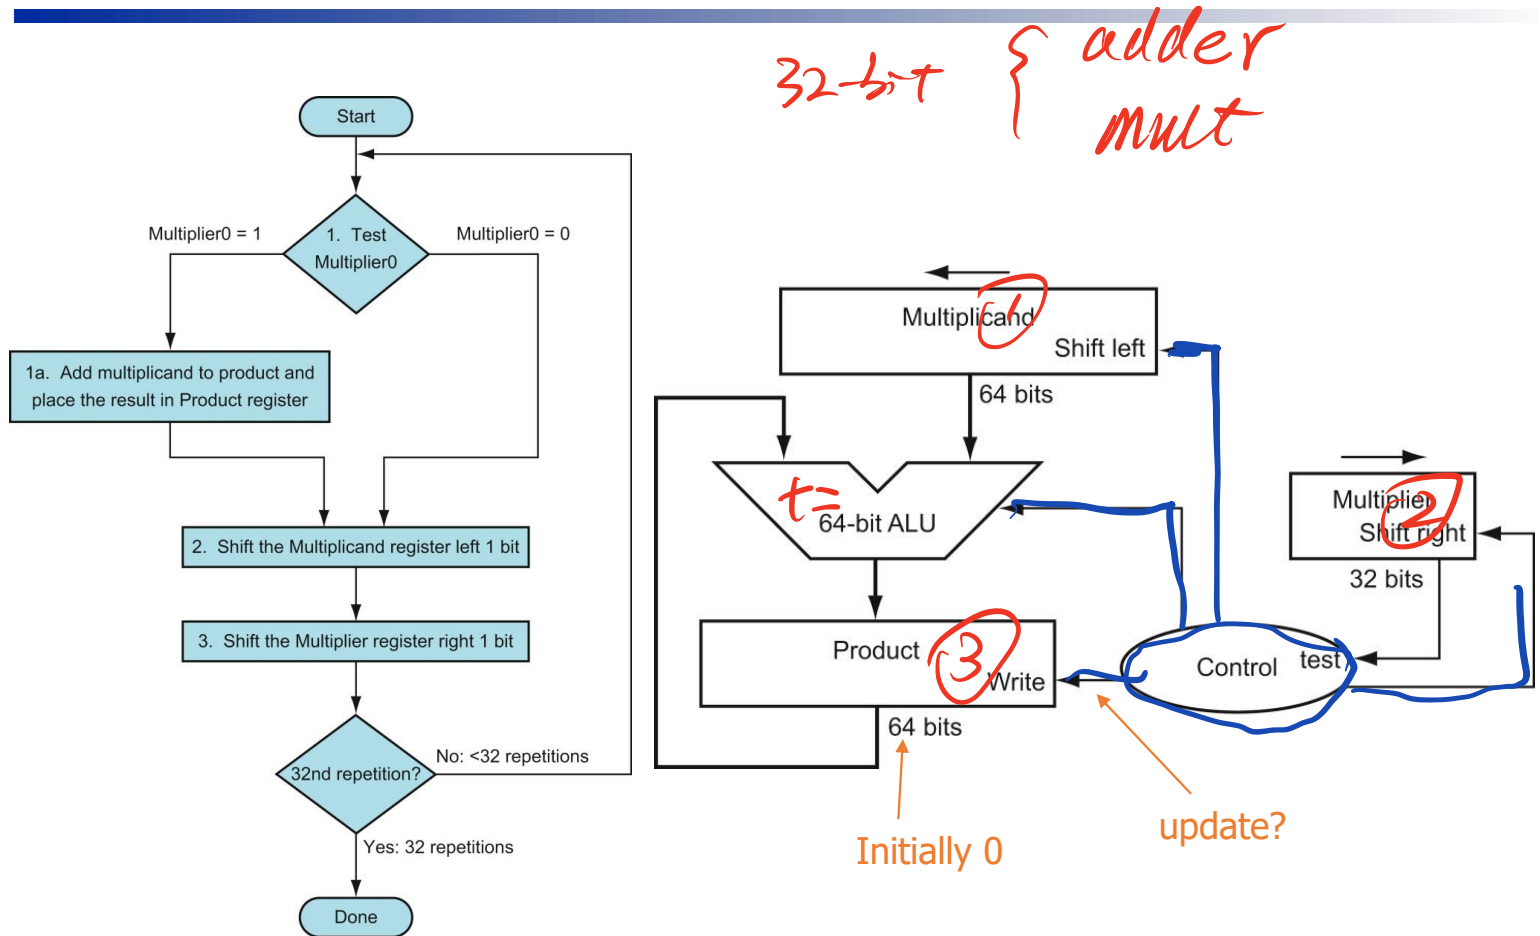 32-bit { adder
mult
Start
Multiplier0 = 1
1. Test
Multiplier0
Multiplier0 = 0
1a. Add multiplicand to product and
place the result in Product register
2. Shift the Multiplicand register left 1 bit
3. Shift the Multiplier register right 1 bit
32nd repetition?
No: <32 repetitions
Yes: 32 repetitions
Done
Multiplicand
1
Shift left
64 bits
t=
64-bit ALU
Multiplier
2
Shift right
32 bits
Product
3
Write
64 bits
Control
test
Initially 0
update?